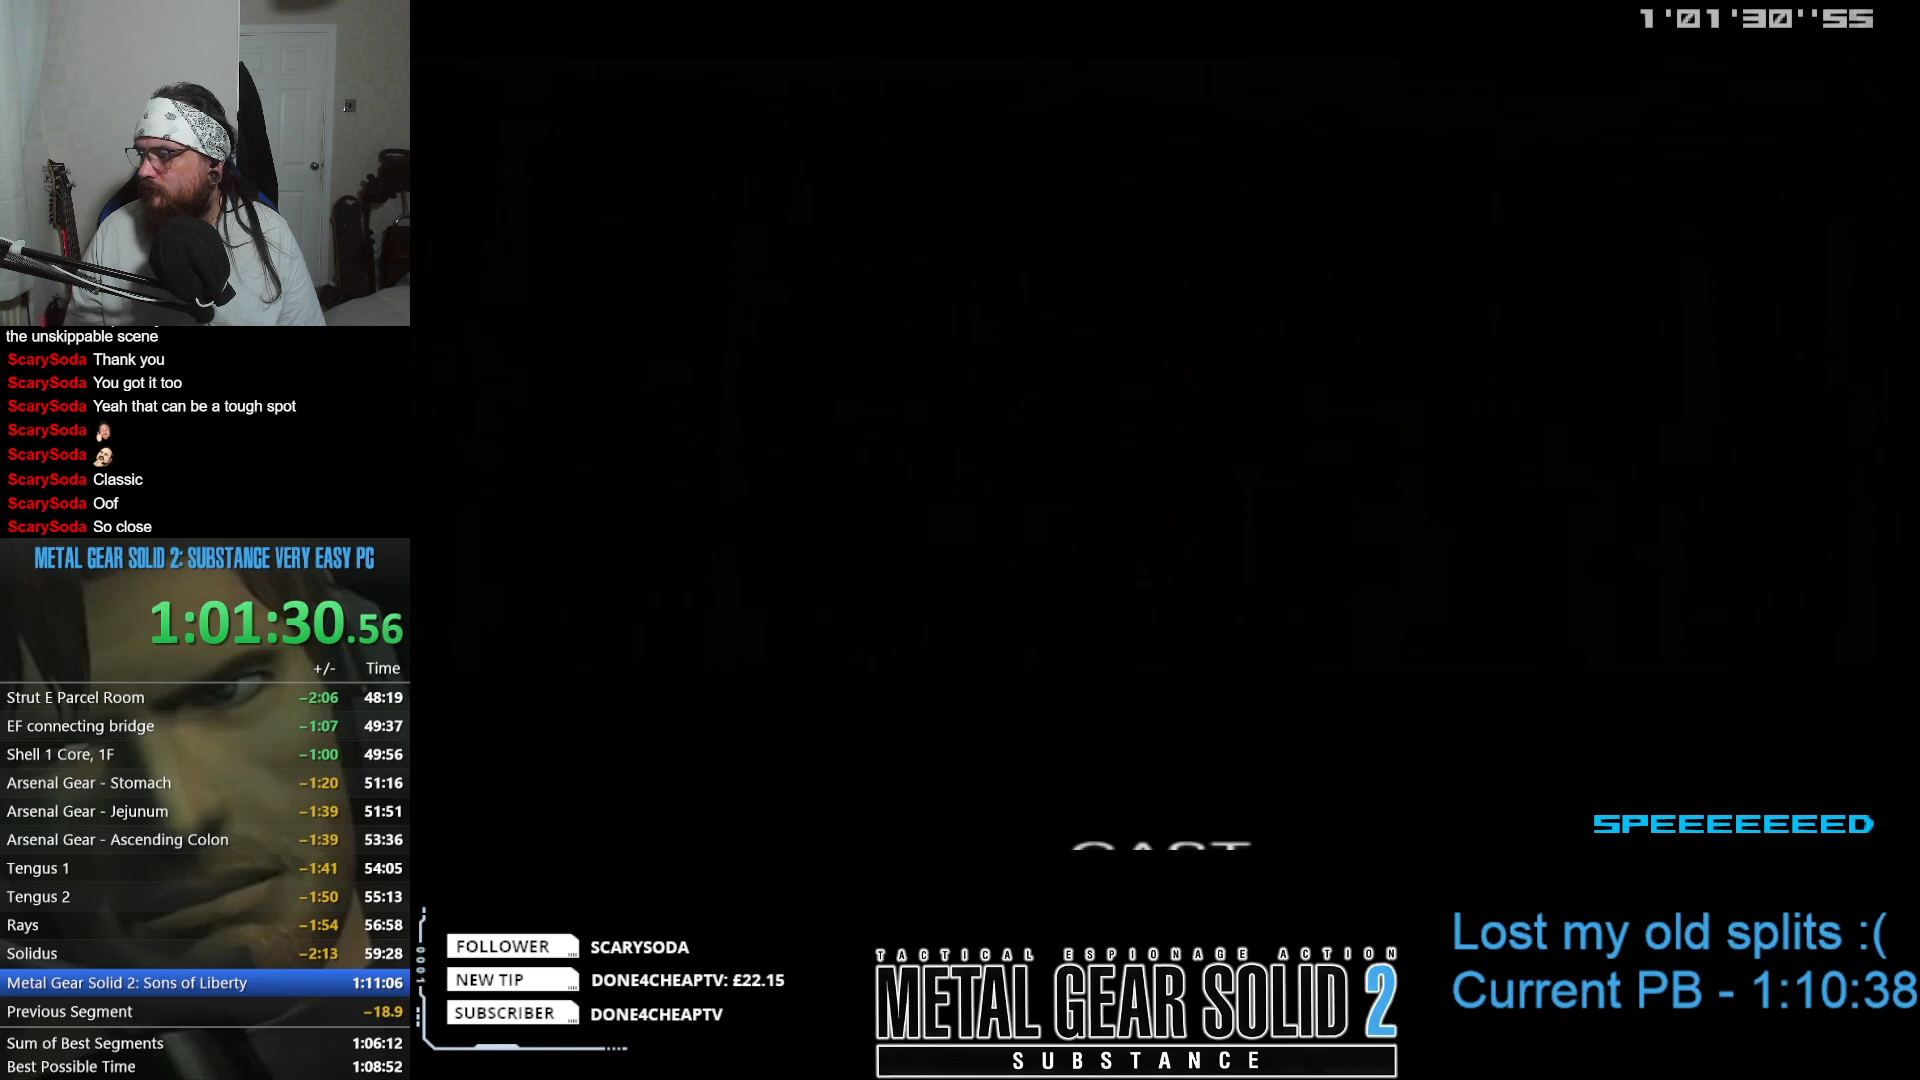 1'01'30''55
the unskippable scene
ScarySoda Thank you
ScarySoda You got it too
ScarySoda Yeah that can be a tough spot
ScarySoda
ScarySoda
ScarySoda Classic
ScarySoda Oof
ScarySoda So close
METAL GEAR SOLID 2: SUBSTANCE VERY EASY PC
1:01:30.56
+/- Time
Strut E Parcel Room −2:06 48:19
EF connecting bridge −1:07 49:37
Shell 1 Core, 1F −1:00 49:56
Arsenal Gear - Stomach −1:20 51:16
Arsenal Gear - Jejunum −1:39 51:51
Arsenal Gear - Ascending Colon −1:39 53:36
Tengus 1 −1:41 54:05
Tengus 2 −1:50 55:13
Rays −1:54 56:58
Solidus −2:13 59:28
Metal Gear Solid 2: Sons of Liberty 1:11:06
Previous Segment −18.9
Sum of Best Segments 1:06:12
Best Possible Time 1:08:52
CAST
SPEEEEEEED
0001
FOLLOWER SCARYSODA
NEW TIP DONE4CHEAPTV: £22.15
SUBSCRIBER DONE4CHEAPTV
TACTICAL ESPIONAGE ACTION
METAL GEAR SOLID 2
SUBSTANCE
Lost my old splits :(
Current PB - 1:10:38